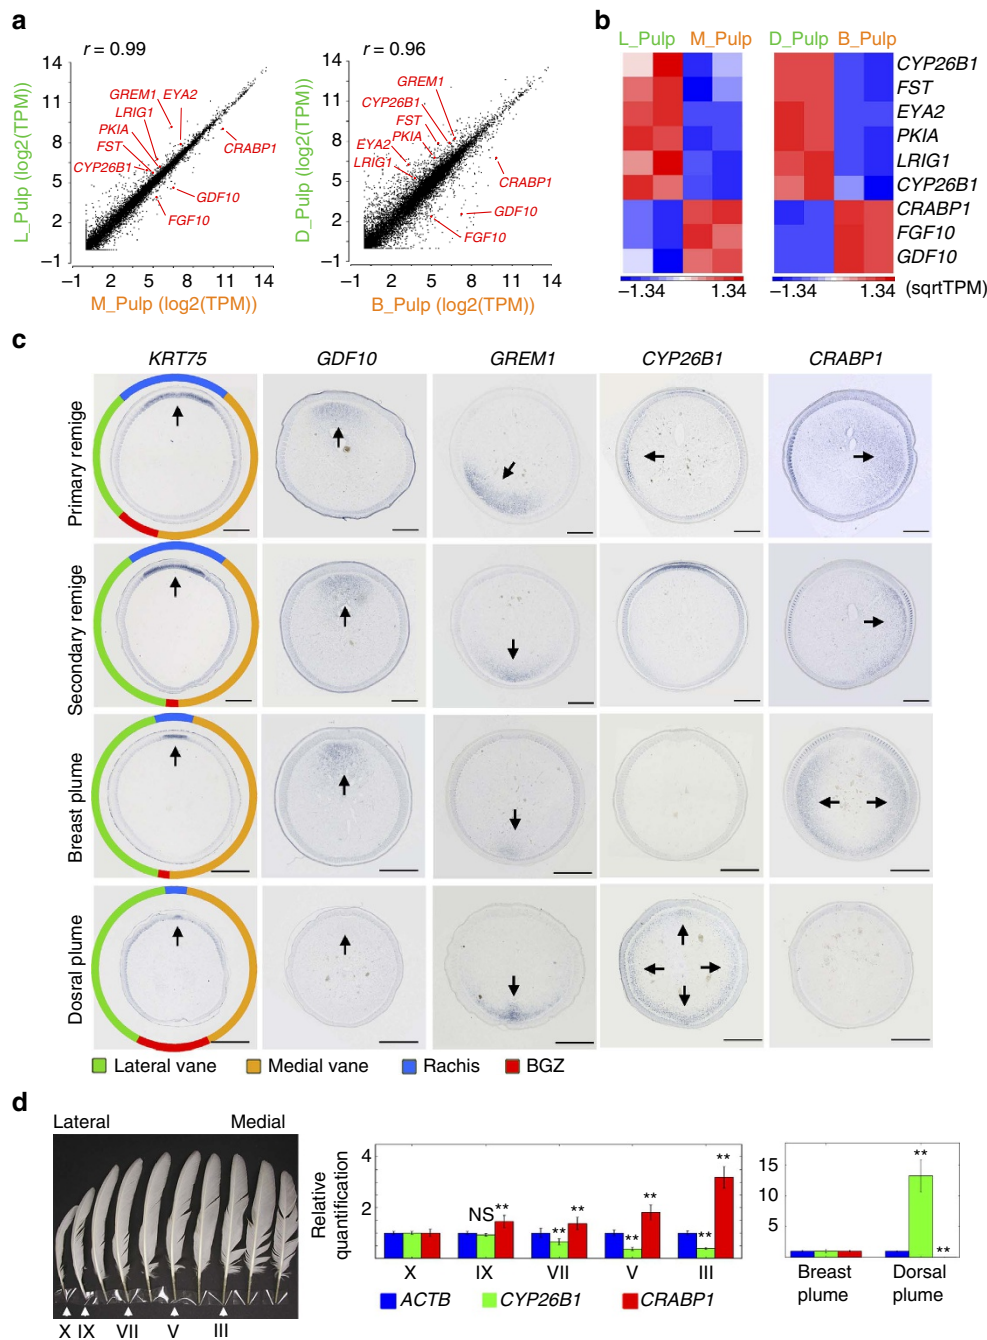 a
r = 0.99
L_Pulp (log2(TPM))
14
11
8
5
2
−1
GREM1 EYA2
LRIG1
PKIA
FST
CYP26B1
CRABP1
GDF10
FGF10
−1 2 5 8 11 14
M_Pulp (log2(TPM))
r = 0.96
D_Pulp (log2(TPM))
14
11
8
5
2
−1
GREM1
CYP26B1
FST
PKIA
EYA2
LRIG1
CRABP1
GDF10
FGF10
−1 2 5 8 11 14
B_Pulp (log2(TPM))
b
L_Pulp M_Pulp D_Pulp B_Pulp
CYP26B1
FST
EYA2
PKIA
LRIG1
CYP26B1
CRABP1
FGF10
GDF10
−1.34 1.34 −1.34 1.34 (sqrtTPM)
c
KRT75 GDF10 GREM1 CYP26B1 CRABP1
Primary remige
Secondary remige
Breast plume
Dosral plume
Lateral vane Medial vane Rachis BGZ
d
Lateral Medial
X IX VII V III
Relative
quantification
4
2
NS ** ** ** ** ** ** **
X IX VII V III
ACTB CYP26B1 CRABP1
15
10
5
** **
Breast
plume
Dorsal
plume